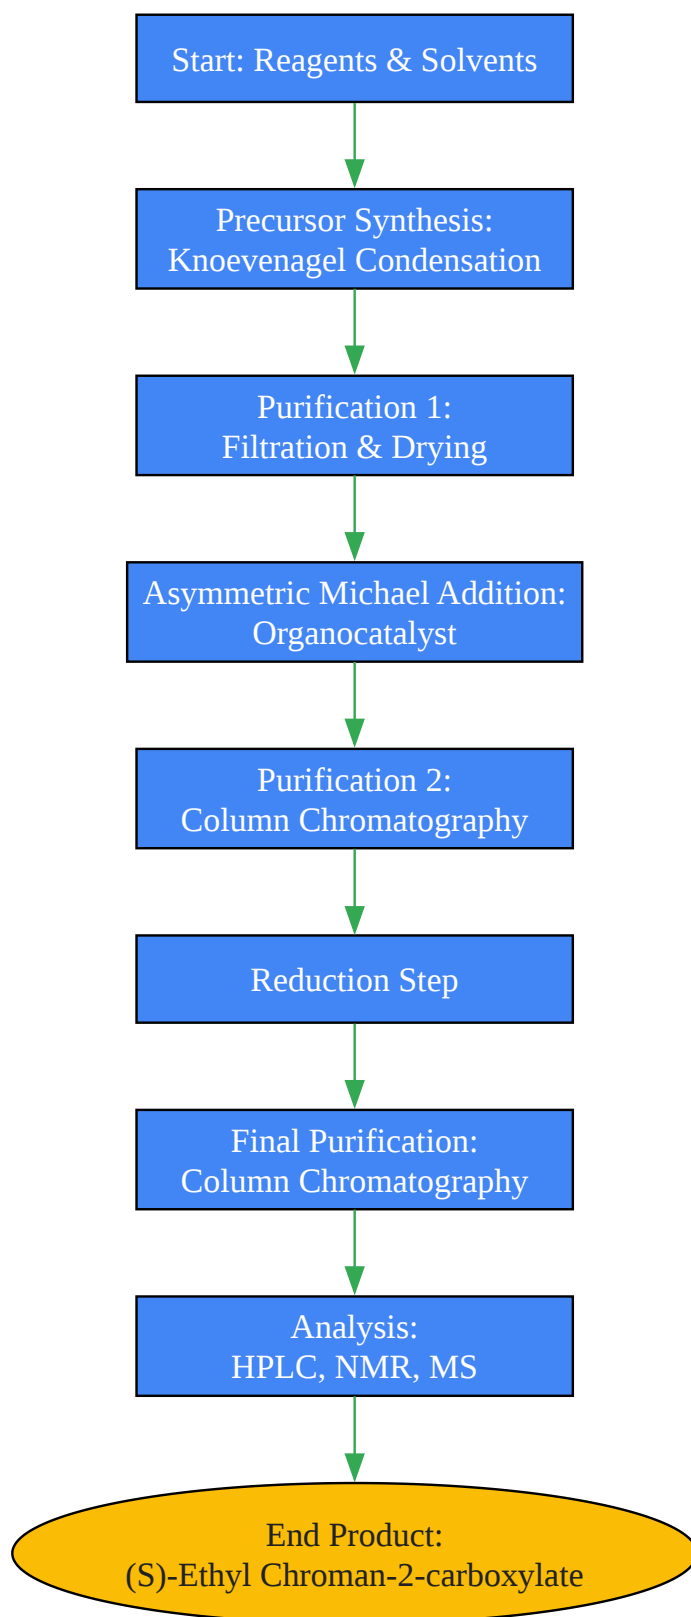 Start: Reagents & Solvents
Precursor Synthesis:
Knoevenagel Condensation
Purification 1:
Filtration & Drying
Asymmetric Michael Addition:
Organocatalyst
Purification 2:
Column Chromatography
Reduction Step
Final Purification:
Column Chromatography
Analysis:
HPLC, NMR, MS
End Product:
(S)-Ethyl Chroman-2-carboxylate